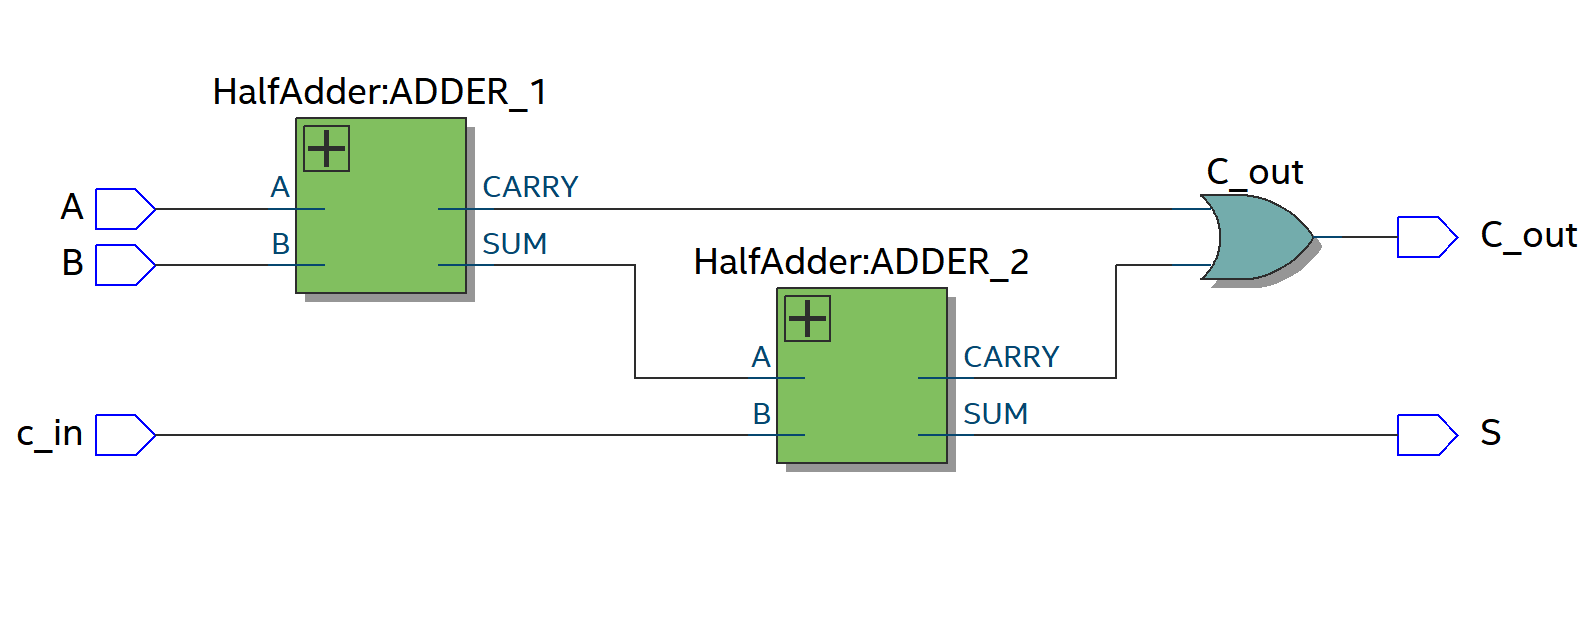 HalfAdder:ADDER_1
C_out
A
A
CARRY
C_out
B
B
SUM
HalfAdder:ADDER_2
A
CARRY
c_in
B
SUM
S